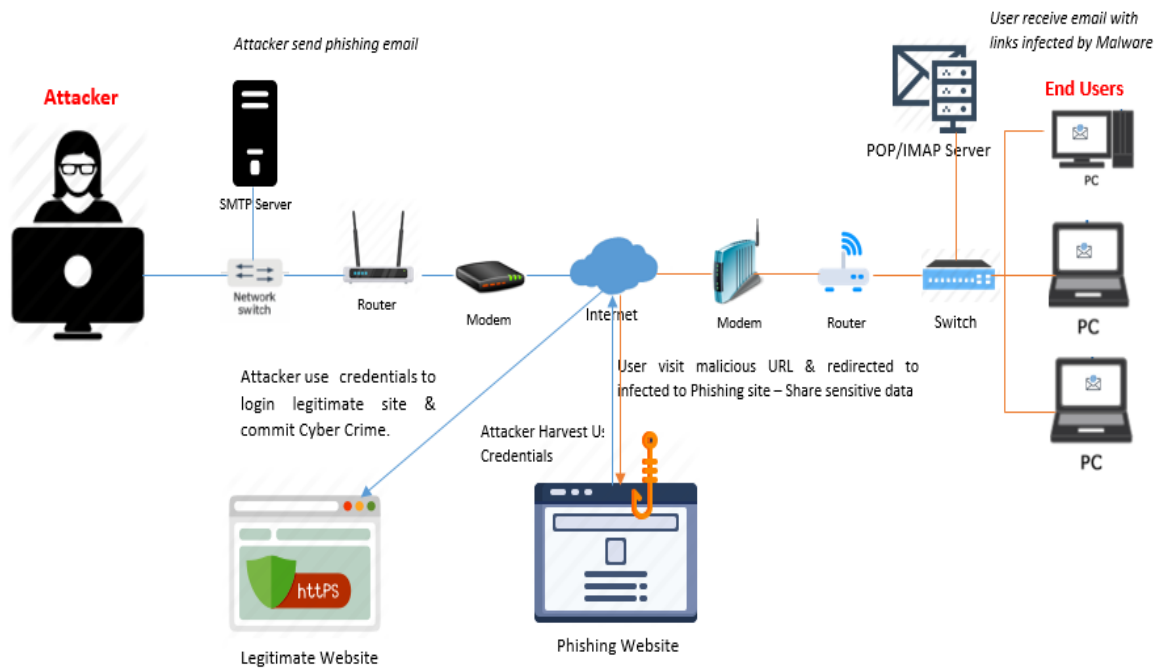 Attacker send phishing email
User receive email with
links infected by Malware
Attacker
End Users
SMTP Server
POP/IMAP Server
PC
Network
switch
Router
Modem
Internet
Modem
Router
Switch
PC
Attacker use credentials to
login legitimate site &
commit Cyber Crime.
User visit malicious URL & redirected to
infected to Phishing site – Share sensitive data
Attacker Harvest Us
Credentials
PC
httPS
Legitimate Website
Phishing Website